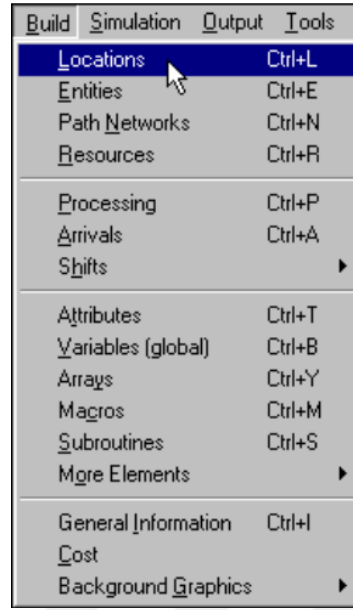 Build Simulation Output Tools
Locations Ctrl+L
Entities Ctrl+E
Path Networks Ctrl+N
Resources Ctrl+R
Processing Ctrl+P
Arrivals Ctrl+A
Shifts
Attributes Ctrl+T
Variables (global) Ctrl+B
Arrays Ctrl+Y
Macros Ctrl+M
Subroutines Ctrl+S
More Elements
General Information Ctrl+I
Cost
Background Graphics